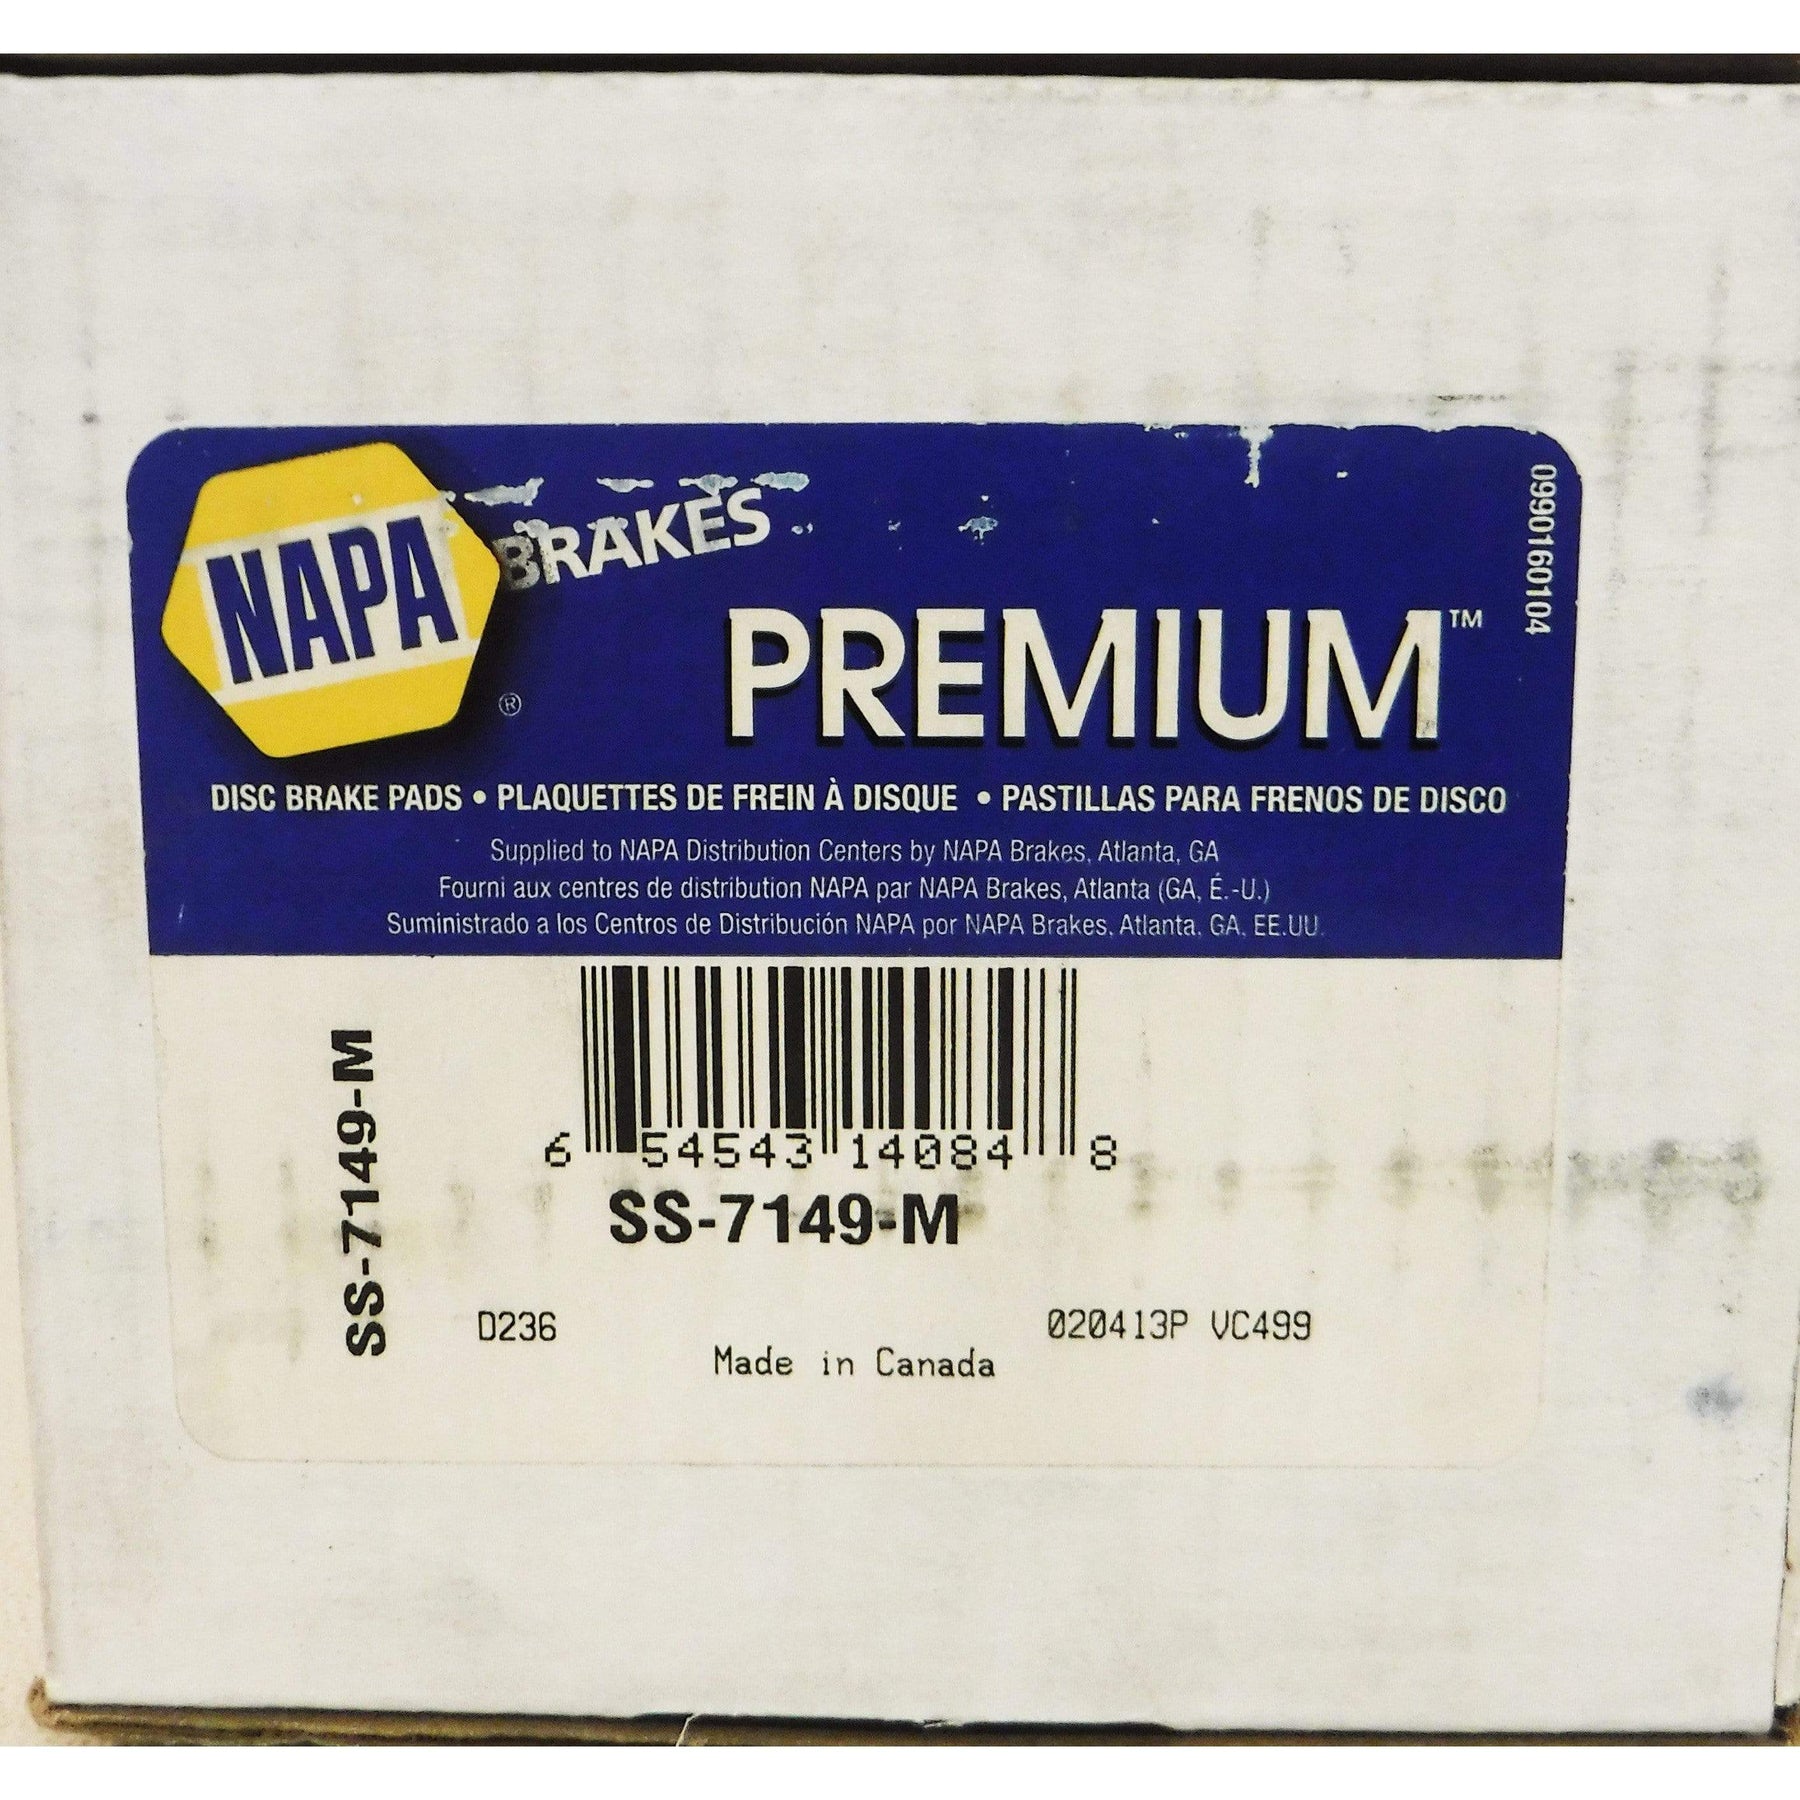 NAPA
®
BRAKES
PREMIUM™
0990160104
DISC BRAKE PADS • PLAQUETTES DE FREIN À DISQUE • PASTILLAS PARA FRENOS DE DISCO
Supplied to NAPA Distribution Centers by NAPA Brakes, Atlanta, GA
Fourni aux centres de distribution NAPA par NAPA Brakes, Atlanta (GA, É.-U.)
Suministrado a los Centros de Distribución NAPA por NAPA Brakes, Atlanta, GA, EE.UU.
SS-7149-M
6 54543 14084 8
SS-7149-M
D236 020413P VC499
Made in Canada